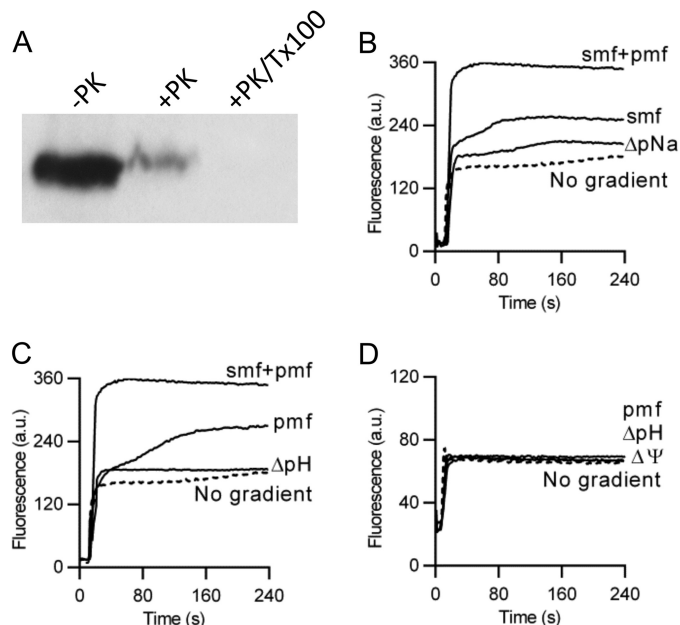 A
-PK
+PK
+PK/Tx100
B
360
240
120
0
Fluorescence (a.u.)
smf+pmf
smf
ΔpNa
No gradient
0 80 160 240
Time (s)
C
360
240
120
0
Fluorescence (a.u.)
smf+pmf
pmf
ΔpH
No gradient
0 80 160 240
Time (s)
D
120
80
40
0
Fluorescence (a.u.)
pmf
ΔpH
ΔΨ
No gradient
0 80 160 240
Time (s)